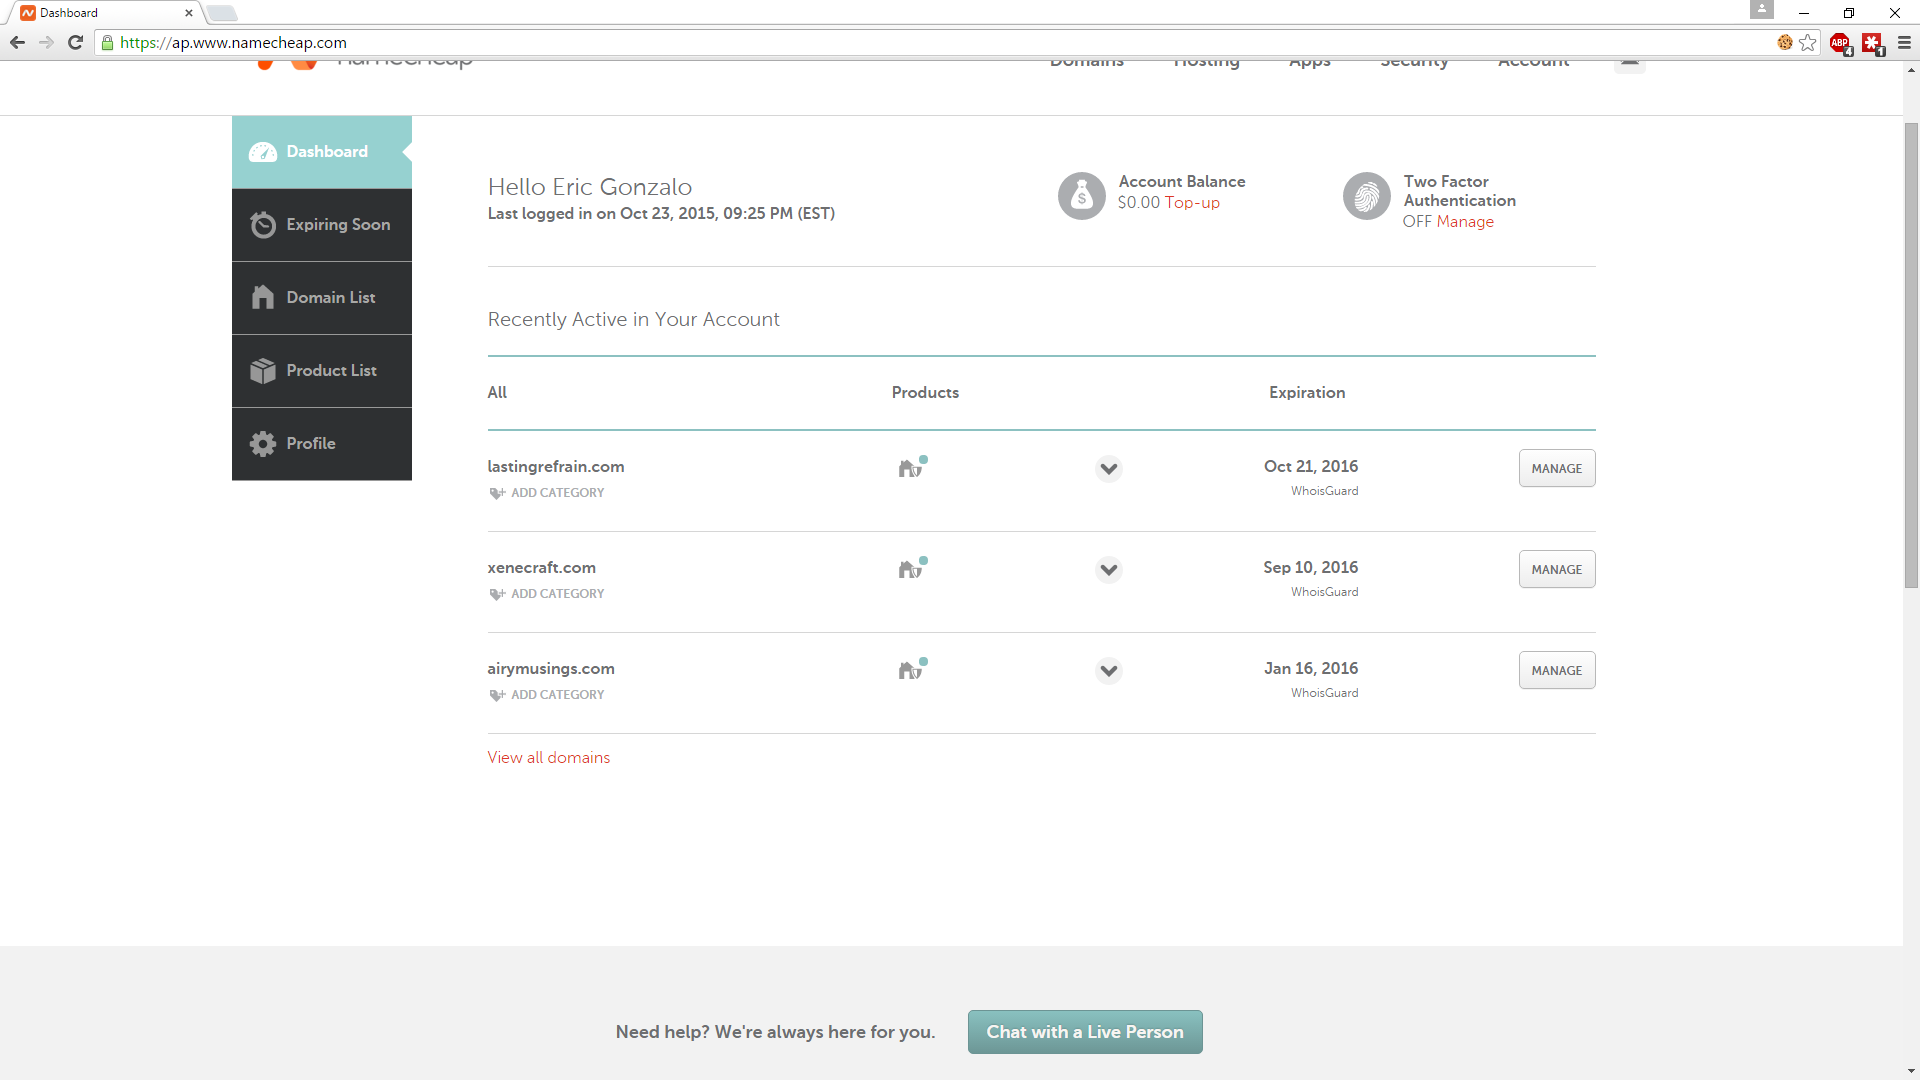 Dashboard
https://ap.www.namecheap.com
ABP 4 1
namecheap
Domains Hosting Apps Security Account
Dashboard
Expiring Soon
Domain List
Product List
Profile
Hello Eric Gonzalo
Last logged in on Oct 23, 2015, 09:25 PM (EST)
Account Balance
$0.00 Top-up
Two Factor
Authentication
OFF Manage
Recently Active in Your Account
All Products Expiration
lastingrefrain.com Oct 21, 2016 MANAGE
ADD CATEGORY WhoisGuard
xenecraft.com Sep 10, 2016 MANAGE
ADD CATEGORY WhoisGuard
airymusings.com Jan 16, 2016 MANAGE
ADD CATEGORY WhoisGuard
View all domains
Need help? We're always here for you. Chat with a Live Person